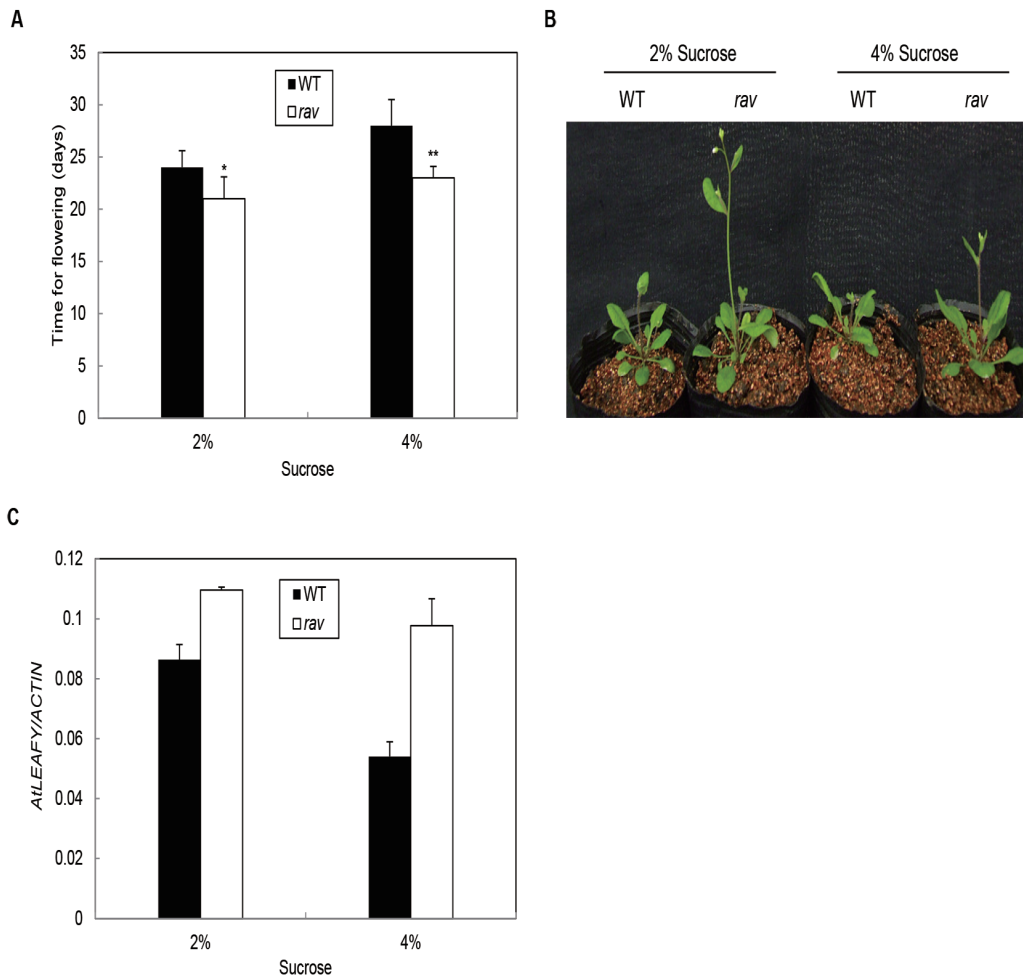 A
Time for flowering (days)
35
30
25
20
15
10
5
0
WT
rav
*
**
2%
4%
Sucrose
B
2% Sucrose
4% Sucrose
WT
rav
WT
rav
C
AtLEAFY/ACTIN
0.12
0.1
0.08
0.06
0.04
0.02
0
WT
rav
2%
4%
Sucrose